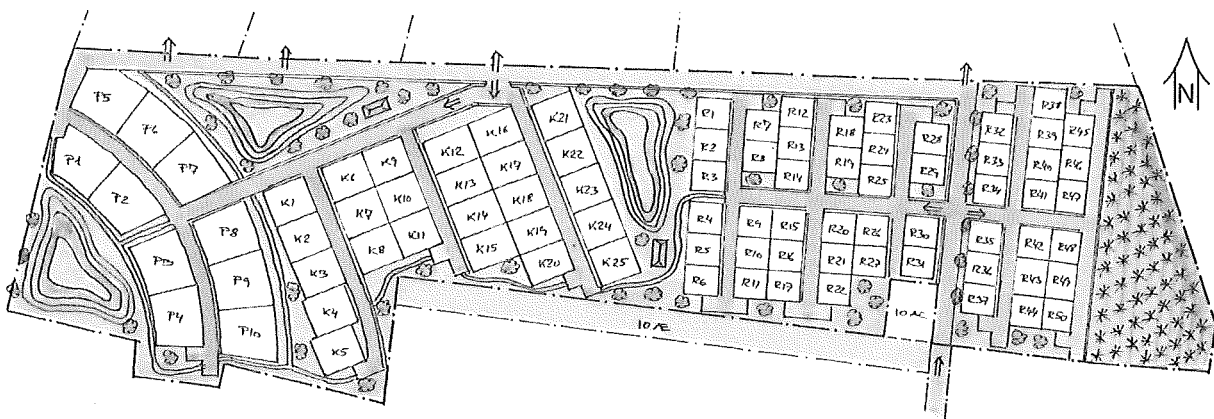 P5
P6
P7
P1
P2
P3
P4
P8
P9
P10
K1
K2
K3
K4
K5
K6
K7
K8
K9
K10
K11
K12
K13
K14
K15
K16
K17
K18
K19
K20
K21
K22
K23
K24
K25
R1
R2
R3
R4
R5
R6
R7
R8
R9
R10
R11
R12
R13
R14
R15
R16
R17
R18
R19
R20
R21
R22
R23
R24
R25
R26
R27
R28
R29
R30
R31
R32
R33
R34
R35
R36
R37
R38
R39
R40
R41
R42
R43
R44
R45
R46
R47
R48
R49
R50
10 Æ
10 AC
N